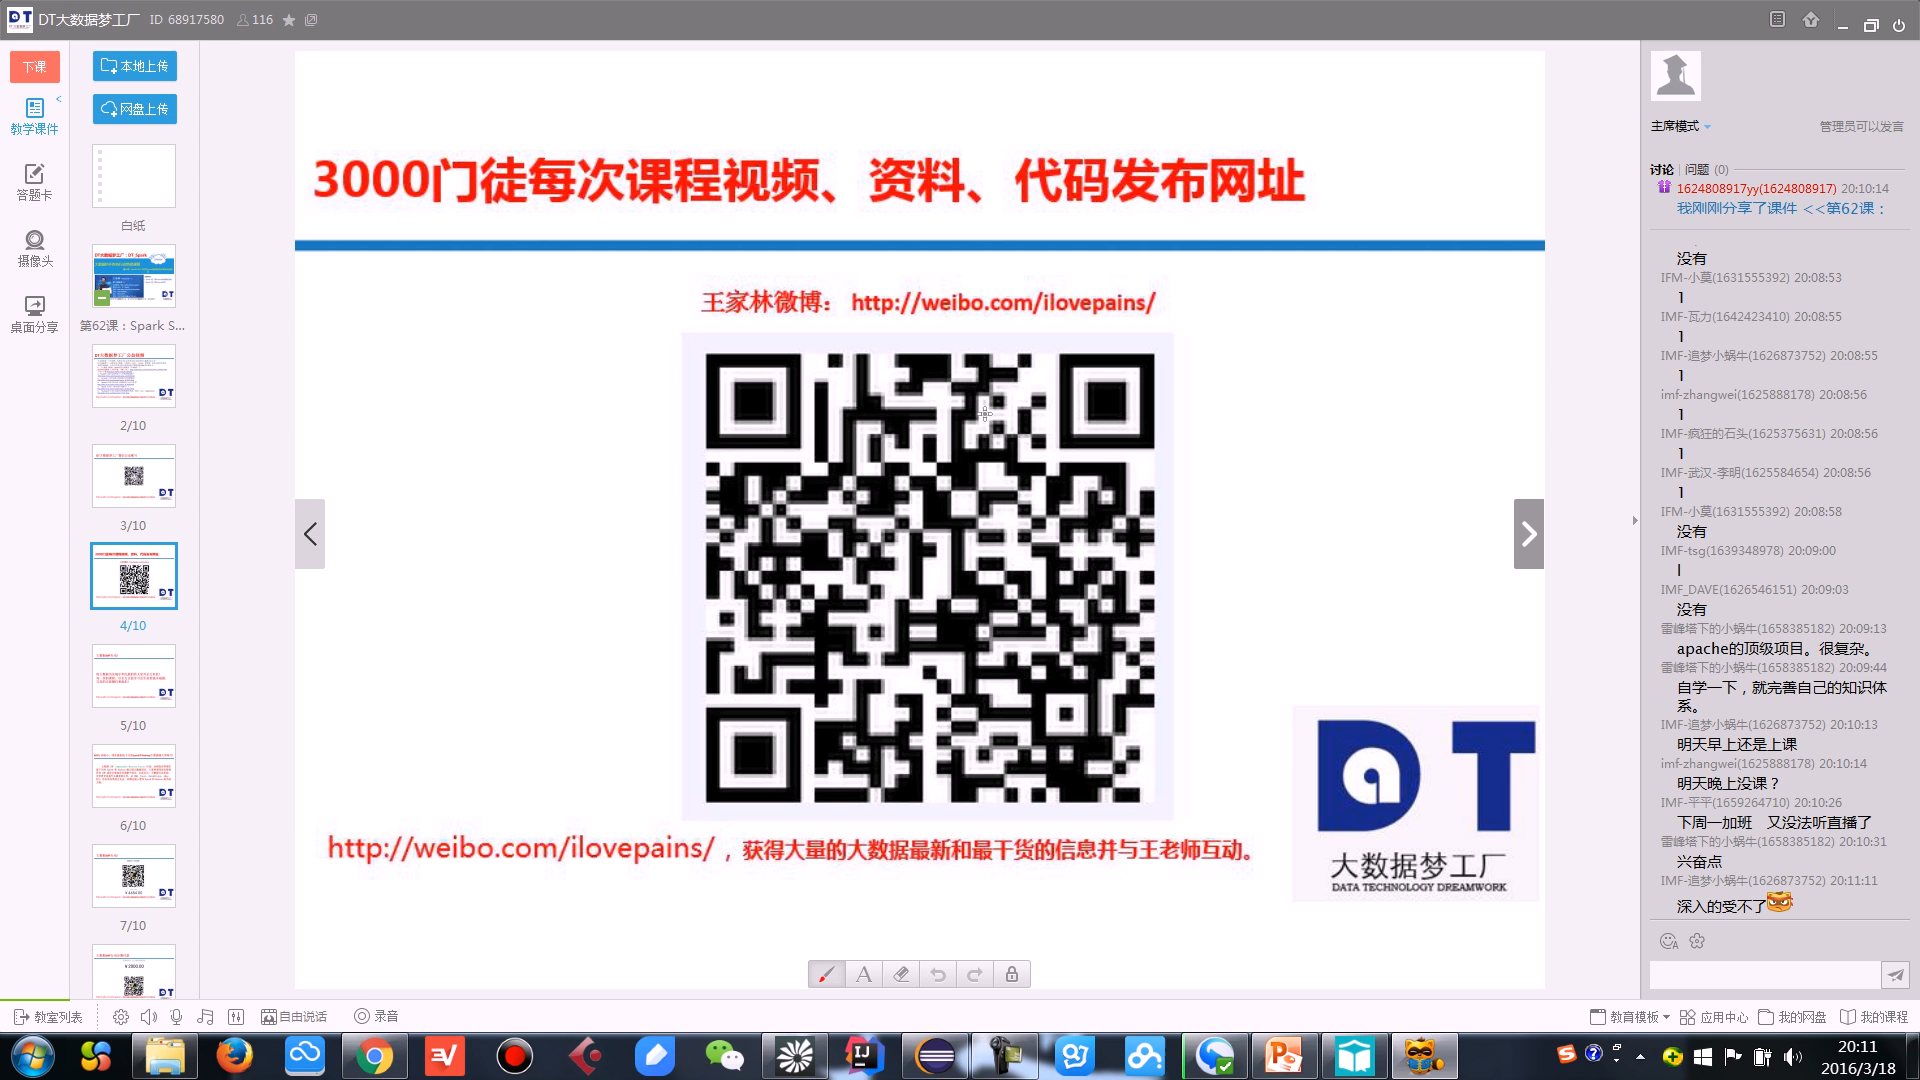 DT大数据梦工厂 ID 68917580 116
下课
教学课件
答题卡
摄像头
桌面分享
本地上传
网盘上传
白纸
第62课：Spark S...
2/10
3/10
4/10
5/10
6/10
7/10
3000门徒每次课程视频、资料、代码发布网址
王家林微博： http://weibo.com/ilovepains/
http://weibo.com/ilovepains/ ，获得大量的大数据最新和最干货的信息并与王老师互动。
DT
大数据梦工厂
DATA TECHNOLOGY DREAMWORK
主席模式 管理员可以发言
讨论 问题 (0)
1624808917yy(1624808917) 20:10:14
我刚刚分享了课件 <<第62课：
没有
IFM-小莫(1631555392) 20:08:53
1
IMF-瓦力(1642423410) 20:08:55
1
IMF-追梦小蜗牛(1626873752) 20:08:55
1
imf-zhangwei(1625888178) 20:08:56
1
IMF-疯狂的石头(1625375631) 20:08:56
1
IMF-武汉-李明(1625584654) 20:08:56
1
IFM-小莫(1631555392) 20:08:58
没有
IMF-tsg(1639348978) 20:09:00
l
IMF_DAVE(1626546151) 20:09:03
没有
雷峰塔下的小蜗牛(1658385182) 20:09:13
apache的顶级项目。很复杂。
雷峰塔下的小蜗牛(1658385182) 20:09:44
自学一下，就完善自己的知识体
系。
IMF-追梦小蜗牛(1626873752) 20:10:13
明天早上还是上课
imf-zhangwei(1625888178) 20:10:14
明天晚上没课？
IMF-平平(1659264710) 20:10:26
下周一加班 又没法听直播了
雷峰塔下的小蜗牛(1658385182) 20:10:31
兴奋点
IMF-追梦小蜗牛(1626873752) 20:11:11
深入的受不了
教室列表 自由说话 录音
教育模板 应用中心 我的网盘 我的课程
20:11
2016/3/18